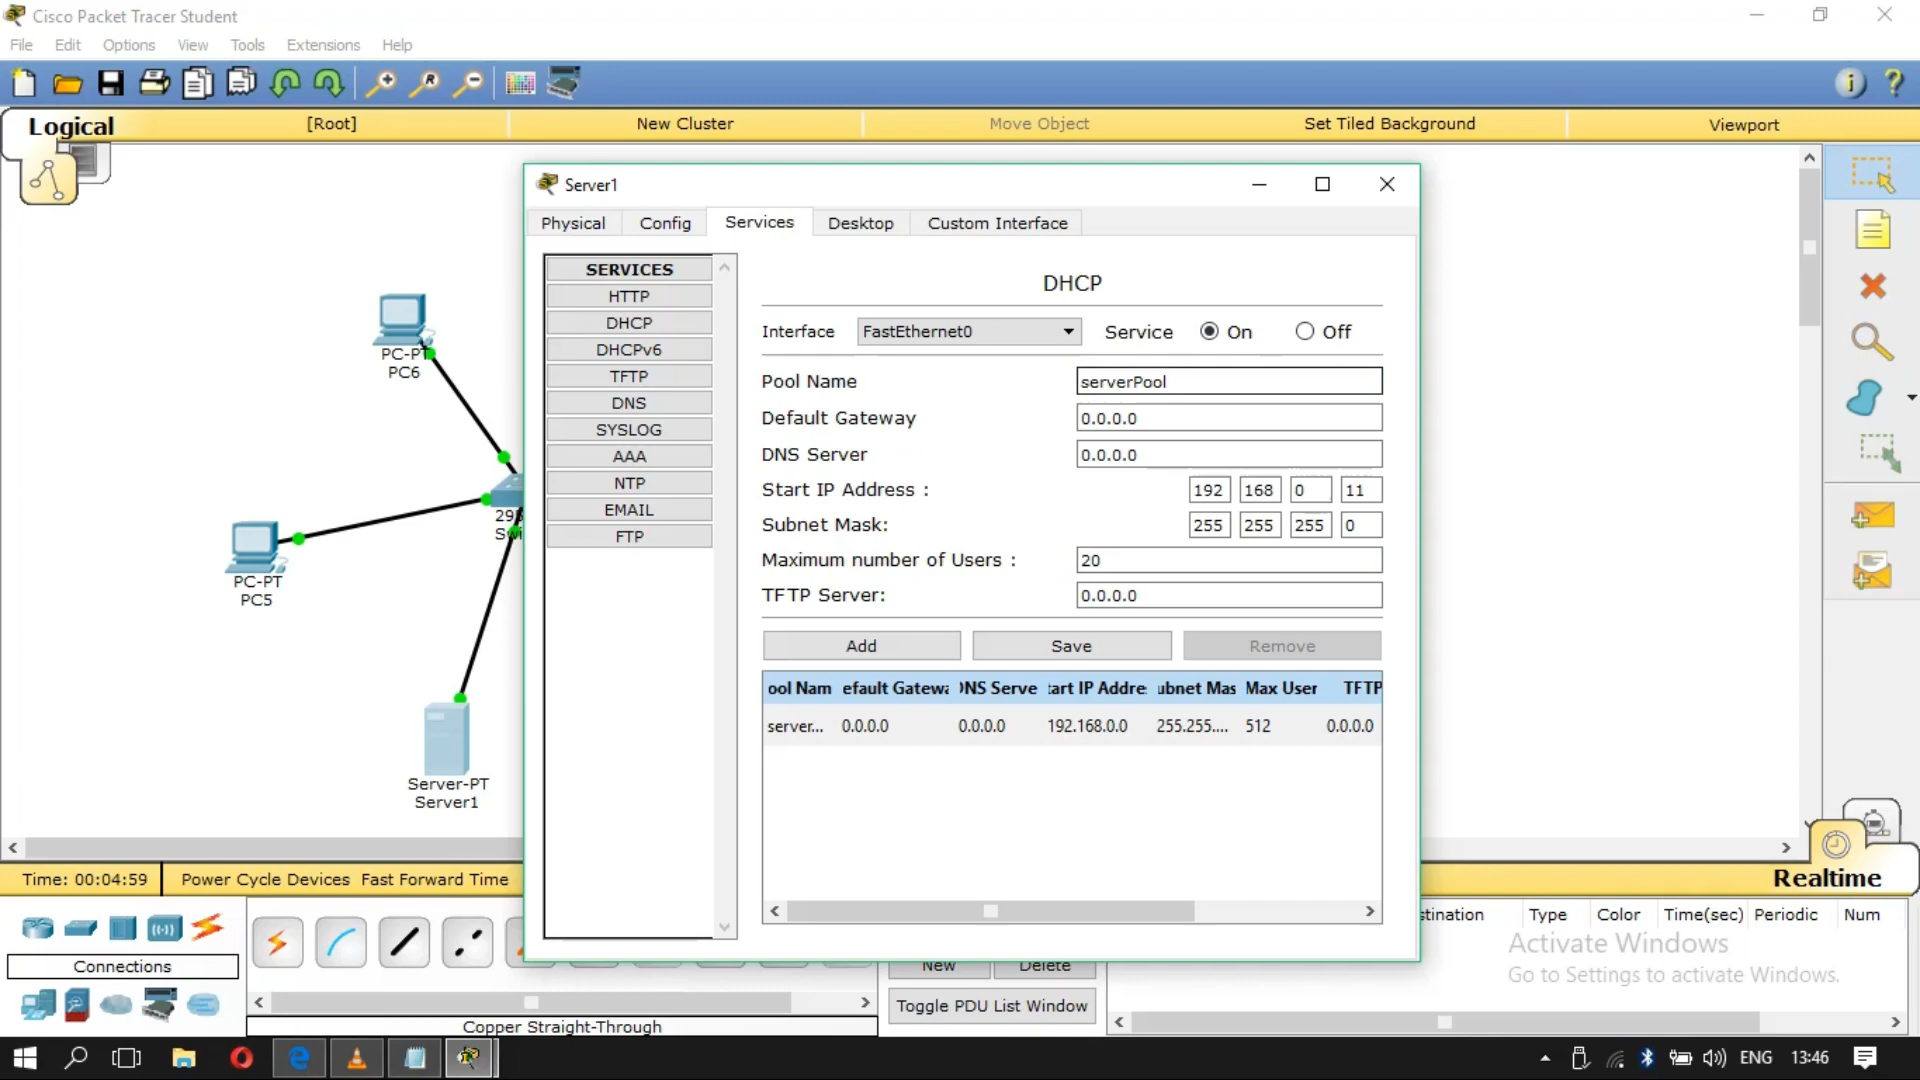 Cisco Packet Tracer Student
File Edit Options View Tools Extensions Help
Logical [Root] New Cluster Move Object Set Tiled Background Viewport
Server1
Physical Config Services Desktop Custom Interface
SERVICES
HTTP
DHCP
DHCPv6
TFTP
DNS
SYSLOG
AAA
NTP
EMAIL
FTP
DHCP
Interface FastEthernet0 Service On Off
Pool Name serverPool
Default Gateway 0.0.0.0
DNS Server 0.0.0.0
Start IP Address : 192 168 0 11
Subnet Mask: 255 255 255 0
Maximum number of Users : 20
TFTP Server: 0.0.0.0
Add Save Remove
ool Nam efault Gatewa DNS Serve tart IP Addre ubnet Mas Max User TFTP
server... 0.0.0.0 0.0.0.0 192.168.0.0 255.255.... 512 0.0.0.0
PC-PT
PC6
PC-PT
PC5
Server-PT
Server1
Time: 00:04:59 Power Cycle Devices Fast Forward Time
Realtime
Connections
Copper Straight-Through
New Delete
Toggle PDU List Window
stination Type Color Time(sec) Periodic Num
Activate Windows
Go to Settings to activate Windows.
ENG 13:46